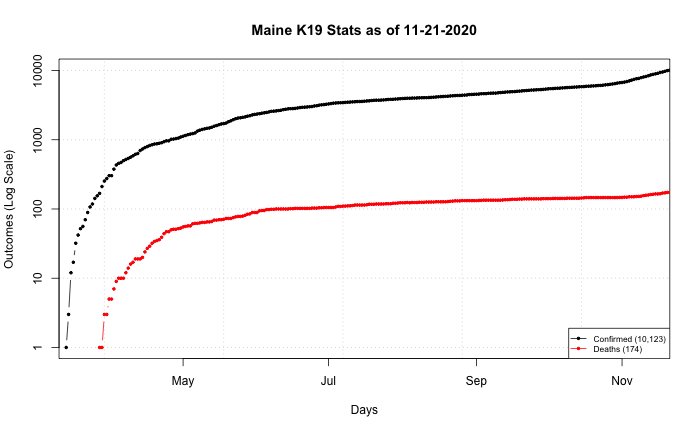 Maine K19 Stats as of 11-21-2020
Outcomes (Log Scale)
10000
1000
100
10
1
Confirmed (10,123)
Deaths (174)
May
Jul
Sep
Nov
Days